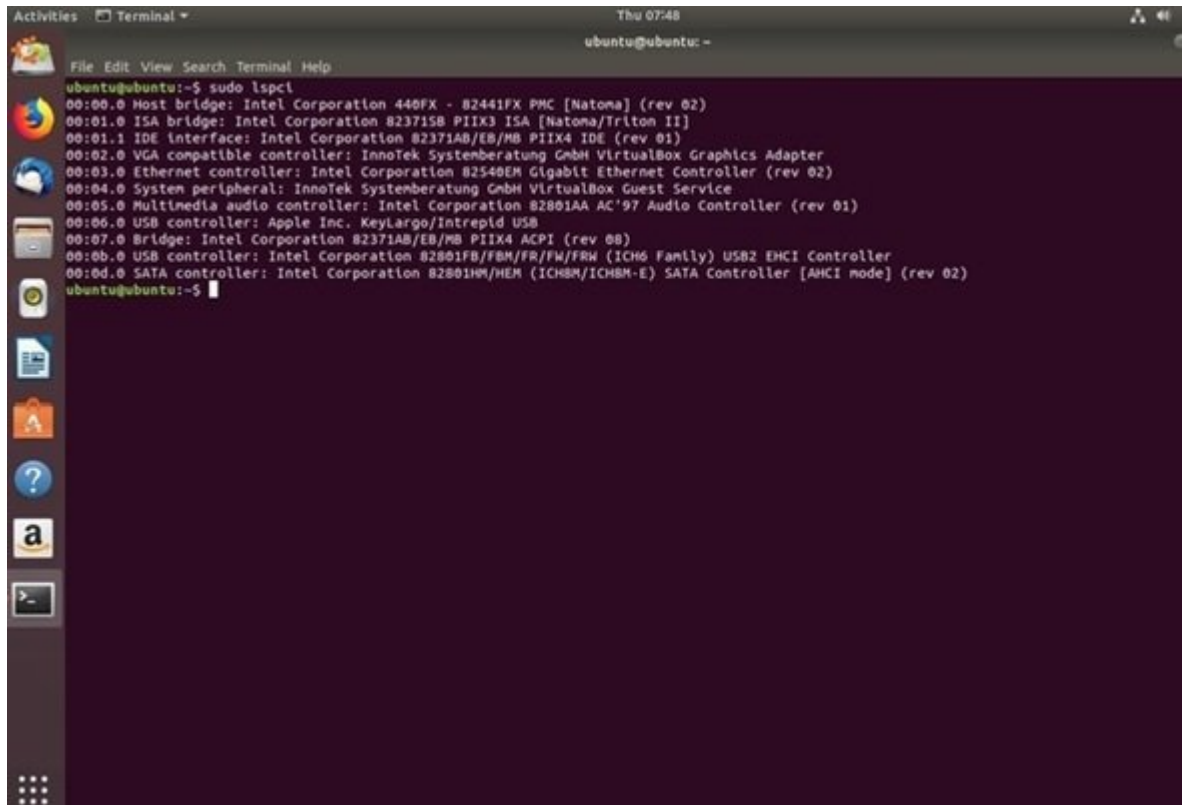 Activities Terminal Thu 07:48
ubuntu@ubuntu: ~
File Edit View Search Terminal Help
ubuntu@ubuntu:~$ sudo lspci
00:00.0 Host bridge: Intel Corporation 440FX - 82441FX PMC [Natoma] (rev 02)
00:01.0 ISA bridge: Intel Corporation 82371SB PIIX3 ISA [Natoma/Triton II]
00:01.1 IDE interface: Intel Corporation 82371AB/EB/MB PIIX4 IDE (rev 01)
00:02.0 VGA compatible controller: InnoTek Systemberatung GmbH VirtualBox Graphics Adapter
00:03.0 Ethernet controller: Intel Corporation 82540EM Gigabit Ethernet Controller (rev 02)
00:04.0 System peripheral: InnoTek Systemberatung GmbH VirtualBox Guest Service
00:05.0 Multimedia audio controller: Intel Corporation 82801AA AC'97 Audio Controller (rev 01)
00:06.0 USB controller: Apple Inc. KeyLargo/Intrepid USB
00:07.0 Bridge: Intel Corporation 82371AB/EB/MB PIIX4 ACPI (rev 08)
00:0b.0 USB controller: Intel Corporation 82801FB/FBM/FR/FW/FRW (ICH6 Family) USB2 EHCI Controller
00:0d.0 SATA controller: Intel Corporation 82801HM/HEM (ICH8M/ICH8M-E) SATA Controller [AHCI mode] (rev 02)
ubuntu@ubuntu:~$